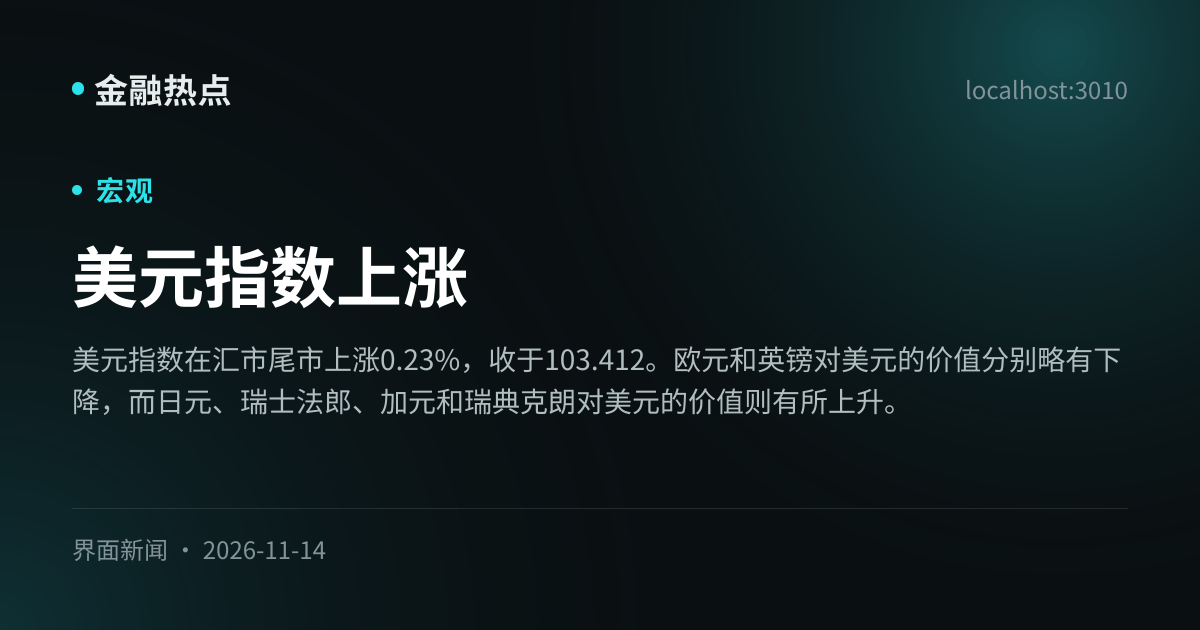 金融热点
localhost:3010
宏观
美元指数上涨
美元指数在汇市尾市上涨0.23%，收于103.412。欧元和英镑对美元的价值分别略有下
降，而日元、瑞士法郎、加元和瑞典克朗对美元的价值则有所上升。
界面新闻 • 2026-11-14